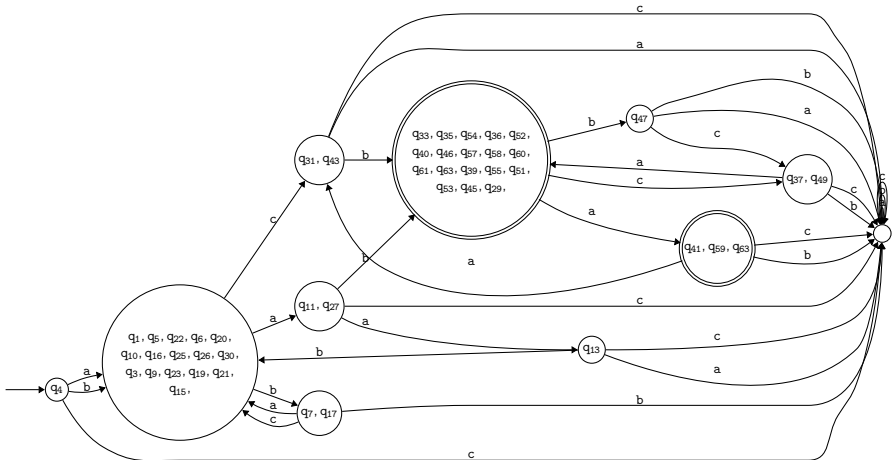 c
a
q33, q35, q54, q36, q52,
q40, q46, q57, q58, q60,
q61, q63, q39, q55, q51,
q53, q45, q29,
b
q47
b
a
c
q31, q43
b
a
c
q37, q49
c
b
c
a
q41, q59, q63
c
b
a
c
b
q11, q27
c
a
a
q1, q5, q22, q6, q20,
q10, q16, q25, q26, q30,
q3, q9, q23, q19, q21,
q15,
b
q13
c
a
q4
a
b
b
a
c
q7, q17
b
c